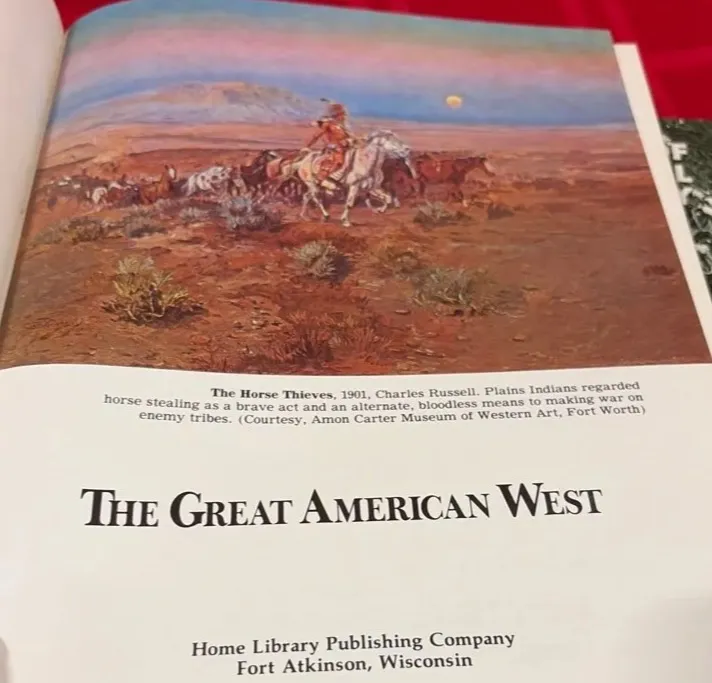 The Horse Thieves, 1901, Charles Russell. Plains Indians regarded
horse stealing as a brave act and an alternate, bloodless means to making war on
enemy tribes. (Courtesy, Amon Carter Museum of Western Art, Fort Worth)
THE GREAT AMERICAN WEST
Home Library Publishing Company
Fort Atkinson, Wisconsin
F
L